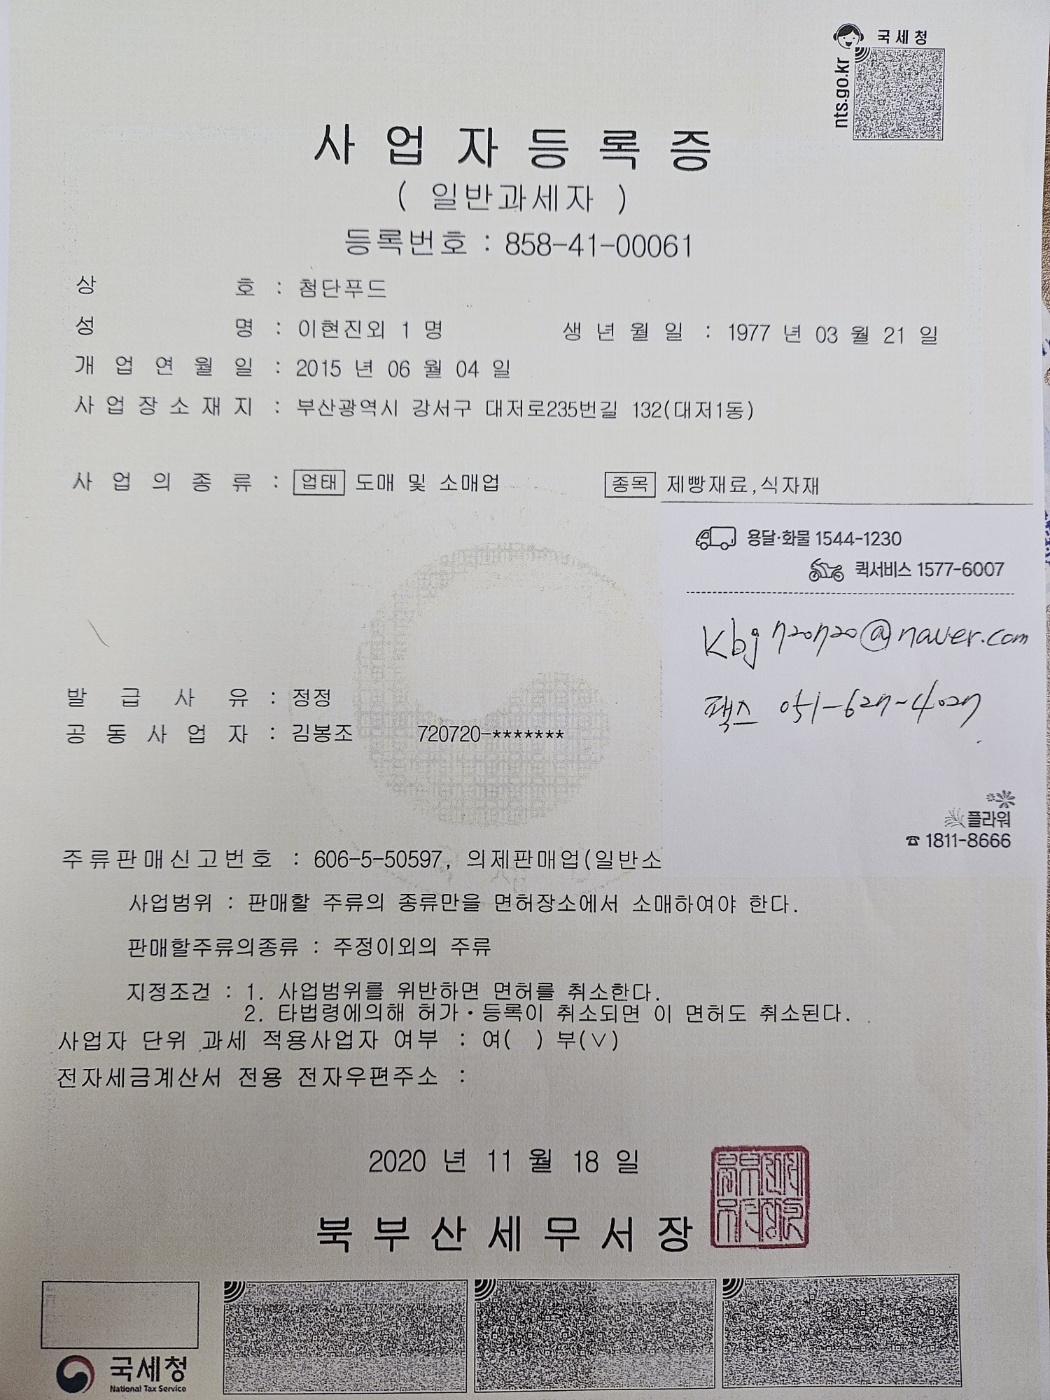 국세청
nts.go.kr
사업자등록증
( 일반과세자 )
등록번호 : 858-41-00061
상 호 : 첨단푸드
성 명 : 이현진외 1 명 생 년 월 일 : 1977 년 03 월 21 일
개 업 연 월 일 : 2015 년 06 월 04 일
사 업 장 소 재 지 : 부산광역시 강서구 대저로235번길 132(대저1동)
사 업 의 종 류 : 업태 도매 및 소매업 종목 제빵재료,식자재
용달·화물 1544-1230
퀵서비스 1577-6007
kbj720720@naver.com
팩스 051-627-4027
플라워
☎ 1811-8666
발 급 사 유 : 정정
공 동 사 업 자 : 김봉조 720720-*******
주류판매신고번호 : 606-5-50597, 의제판매업(일반소
사업범위 : 판매할 주류의 종류만을 면허장소에서 소매하여야 한다.
판매할주류의종류 : 주정이외의 주류
지정조건 : 1. 사업범위를 위반하면 면허를 취소한다.
2. 타법령에의해 허가·등록이 취소되면 이 면허도 취소된다.
사업자 단위 과세 적용사업자 여부 : 여( ) 부(∨)
전자세금계산서 전용 전자우편주소 :
2020 년 11 월 18 일
북부산세무서장
국세청
National Tax Service